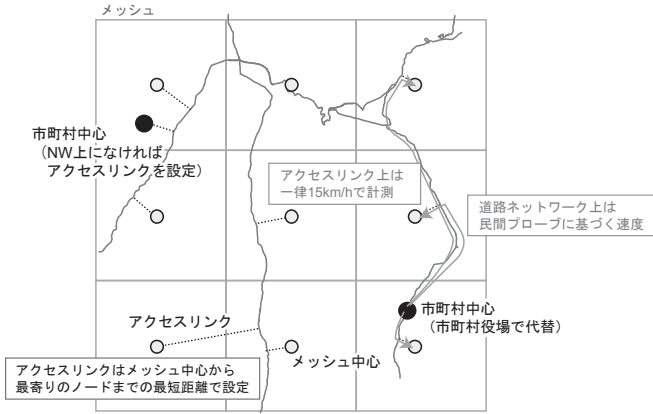 メッシュ
市町村中心
（NW上になければ
アクセスリンクを設定）
アクセスリンク上は
一律15km/hで計測
道路ネットワーク上は
民間プローブに基づく速度
市町村中心
（市町村役場で代替）
アクセスリンク
メッシュ中心
アクセスリンクはメッシュ中心から
最寄りのノードまでの最短距離で設定